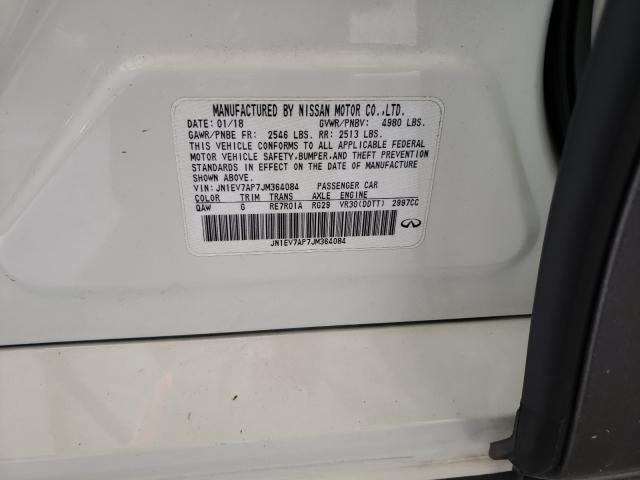 MANUFACTURED BY NISSAN MOTOR CO.,LTD.
DATE: 01/18 GVWR/PNBV: 4980 LBS.
GAWR/PNBE FR: 2546 LBS. RR: 2513 LBS.
THIS VEHICLE CONFORMS TO ALL APPLICABLE FEDERAL
MOTOR VEHICLE SAFETY,BUMPER,AND THEFT PREVENTION
STANDARDS IN EFFECT ON THE DATE OF MANUFACTURE
SHOWN ABOVE.
VIN: JN1EV7AP7JM364084 PASSENGER CAR
COLOR TRIM TRANS AXLE ENGINE
QAW G RE7R01A RG29 VR30(DDTT) 2997CC
JN1EV7AP7JM364084